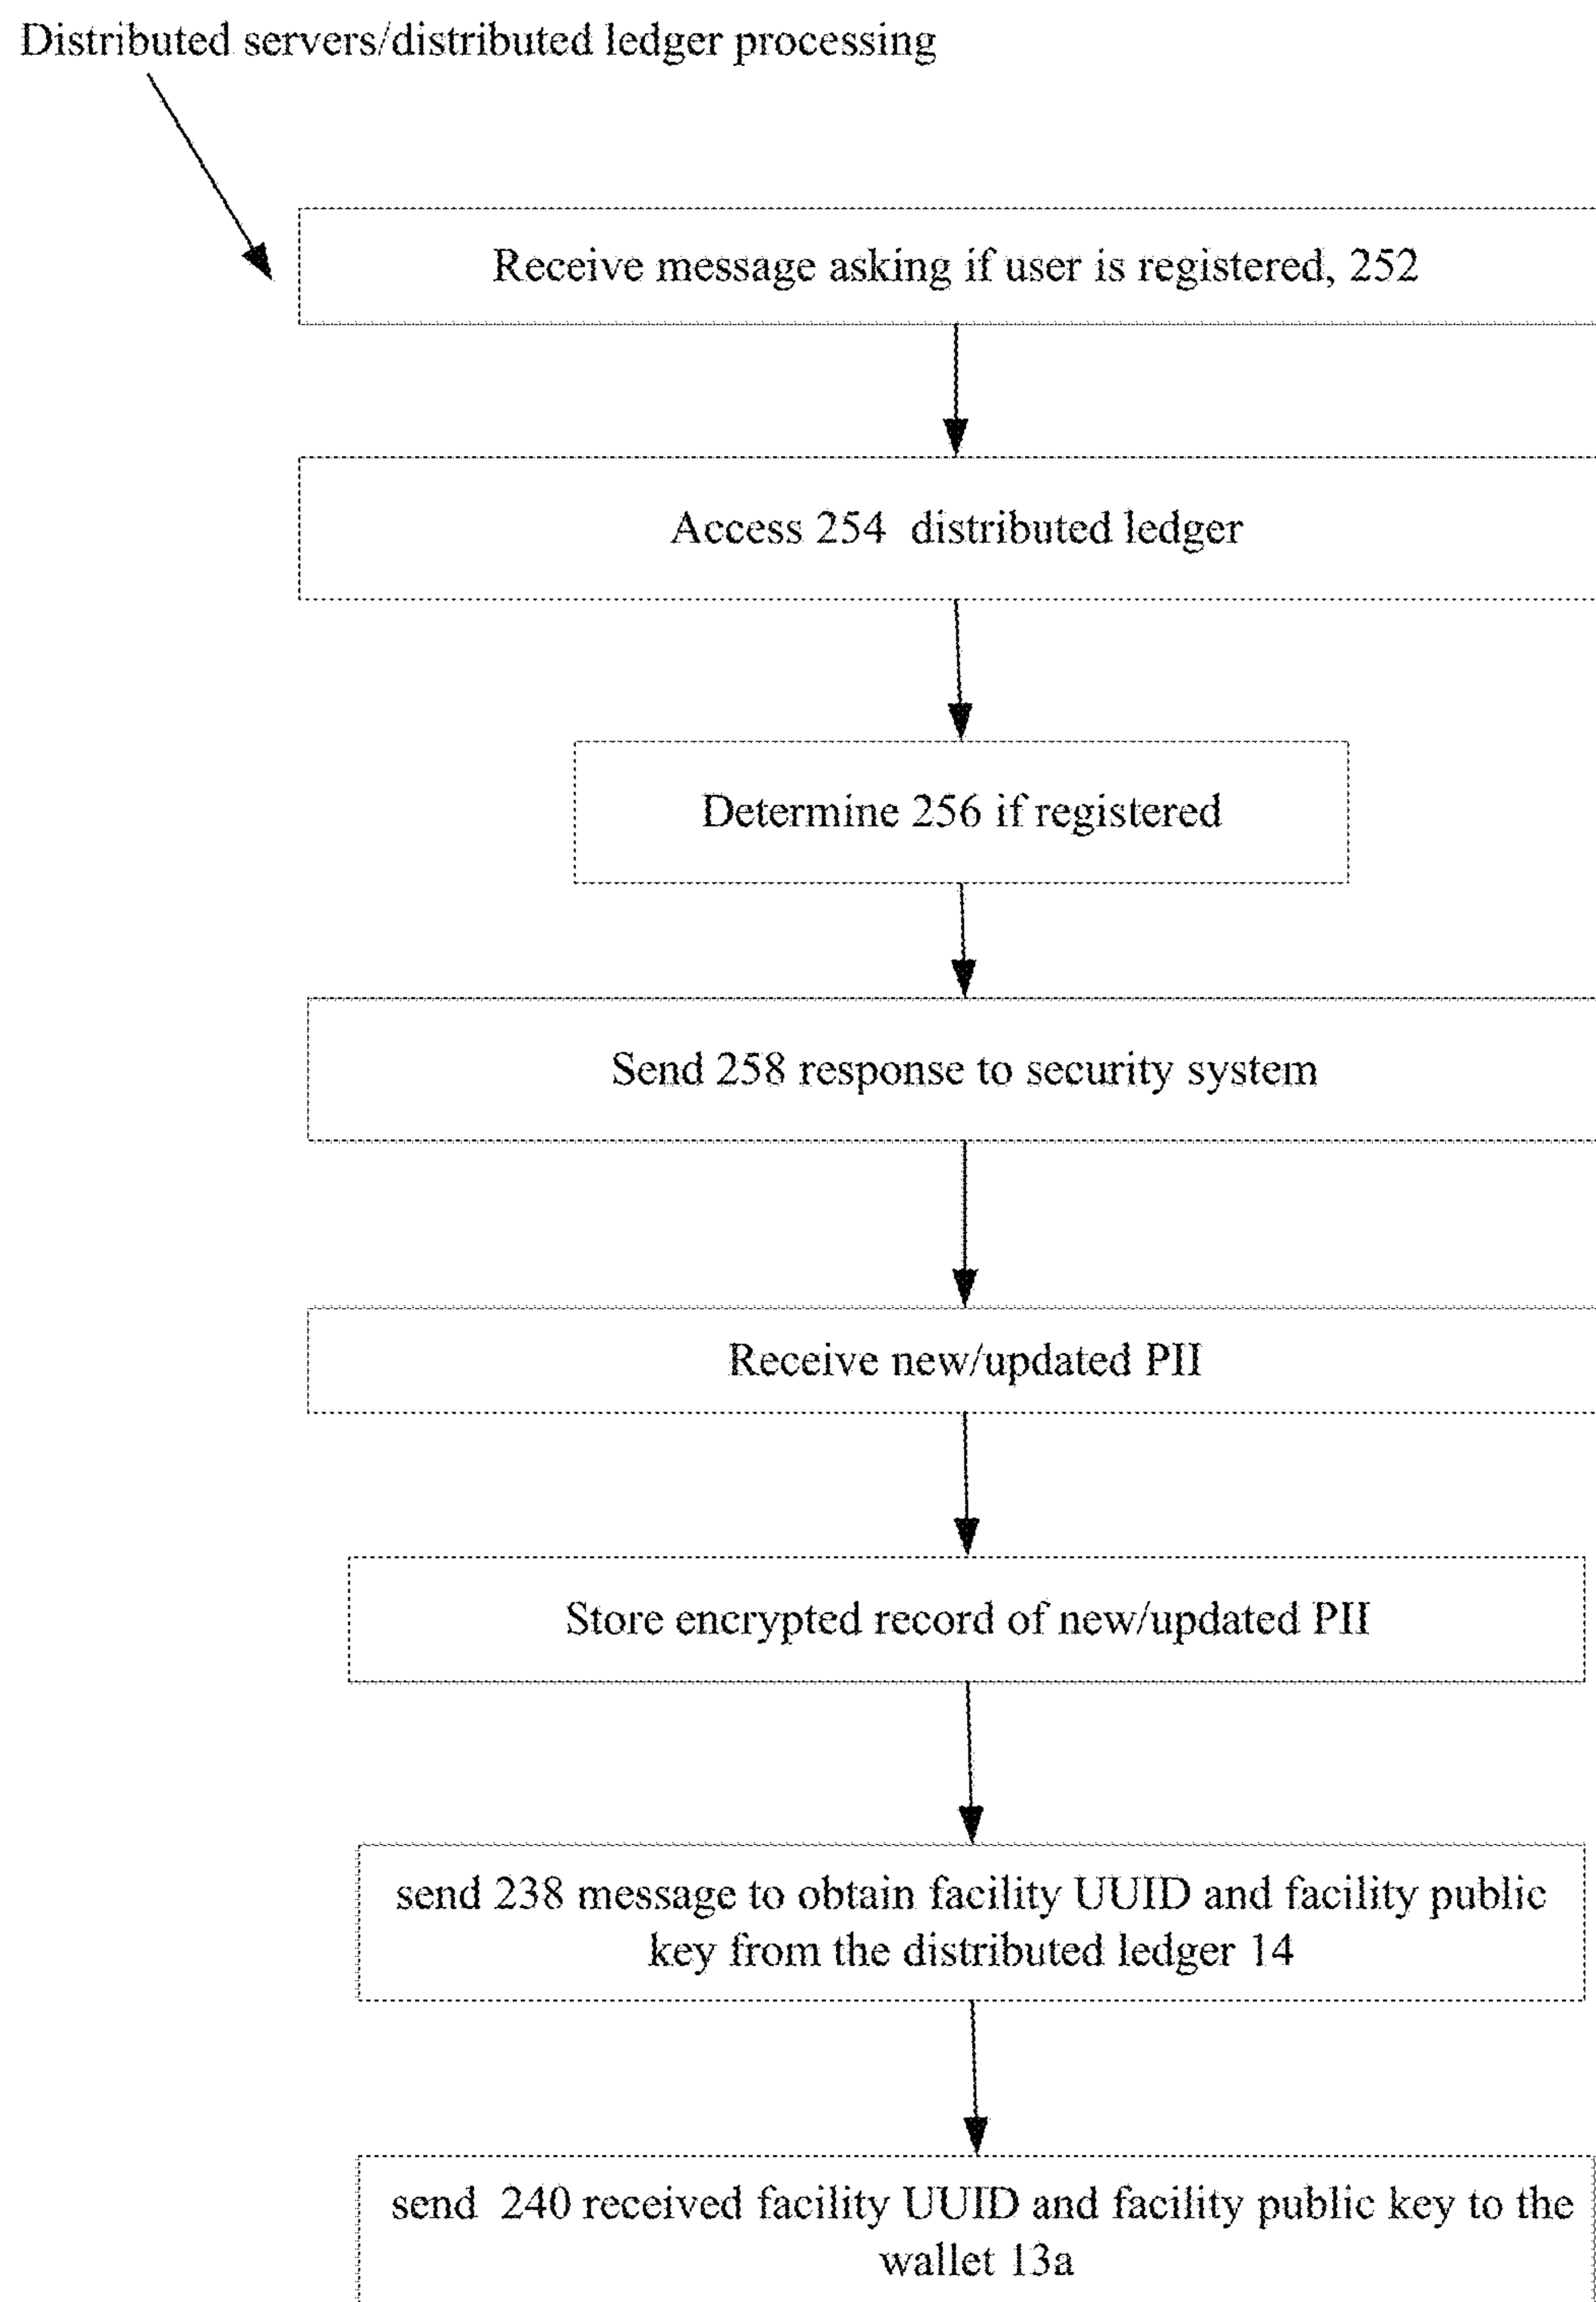 Distributed servers/distributed ledger processing
Receive message asking if user is registered, 252
Access 254 distributed ledger
Determine 256 if registered
Send 258 response to security system
Receive new/updated PII
Store encrypted record of new/updated PII
send 238 message to obtain facility UUID and facility public
key from the distributed ledger 14
send 240 received facility UUID and facility public key to the
wallet 13a